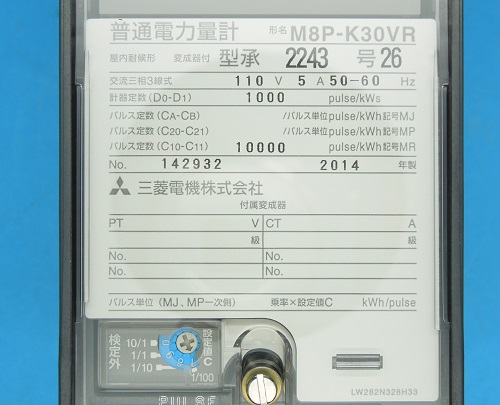 普通電力量計 形名 M8P-K30VR
屋内耐候形 変成器付 型承 2243 号26
交流三相3線式 110 V 5 A 50-60 Hz
計器定数(D0-D1) 1000 pulse/kWs
パルス定数(CA-CB) /パルス単位 pulse/kWh 記号MJ
パルス定数(C20-C21) /パルス単位 pulse/kWh 記号MP
パルス定数(C10-C11) 10000 pulse/kWh 記号MR
No. 142932 2014 年製
三菱電機株式会社
付属変成器
PT V CT A
級 級
No. No.
No. No.
パルス単位(MJ、MP一次側) 乗率×設定値C kWh/pulse
検定外
10/1
1/1
1/10
1/100
設定値C
PULSE
LW282N328H33